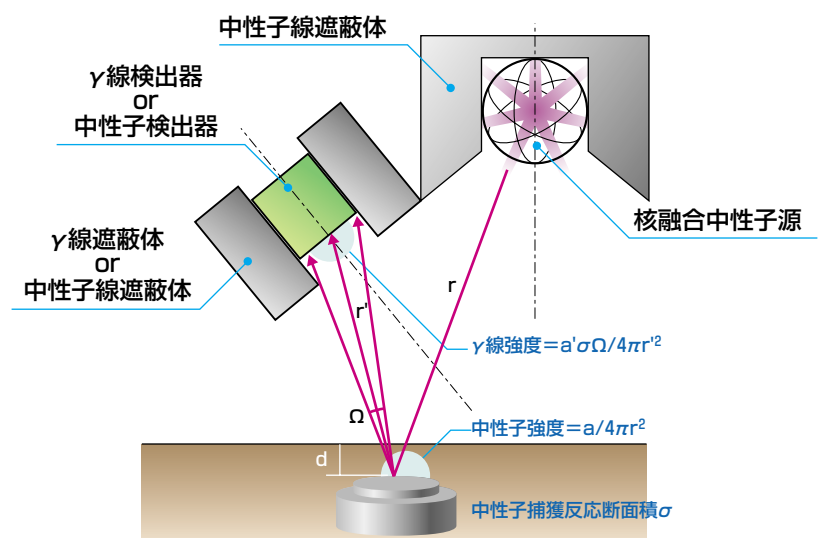 中性子線遮蔽体
γ線検出器
or
中性子検出器
核融合中性子源
γ線遮蔽体
or
中性子線遮蔽体
r
r'
γ線強度＝a'σΩ/4πr'²
Ω
中性子強度＝a/4πr²
d
中性子捕獲反応断面積σ